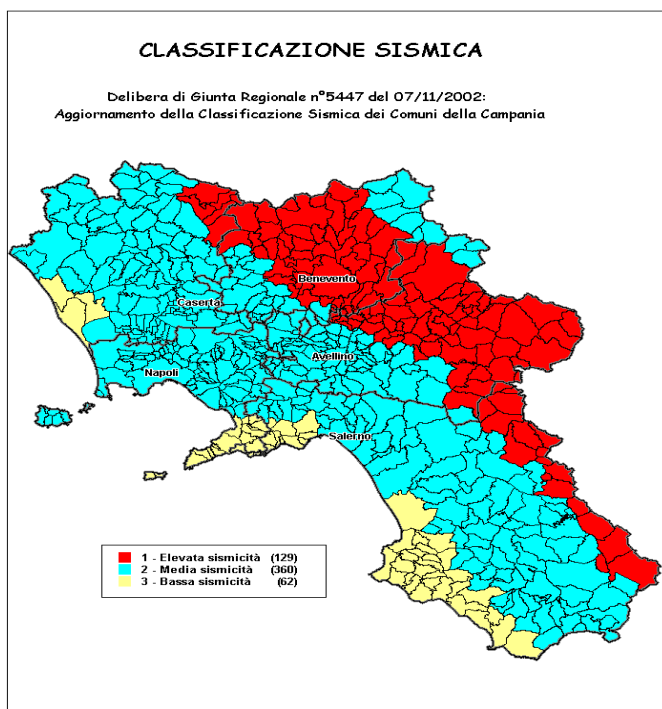 CLASSIFICAZIONE SISMICA
Delibera di Giunta Regionale n°5447 del 07/11/2002:
Aggiornamento della Classificazione Sismica dei Comuni della Campania
Benevento
Caserta
Avellino
Napoli
Salerno
1 - Elevata sismicità (129)
2 - Media sismicità (360)
3 - Bassa sismicità (62)